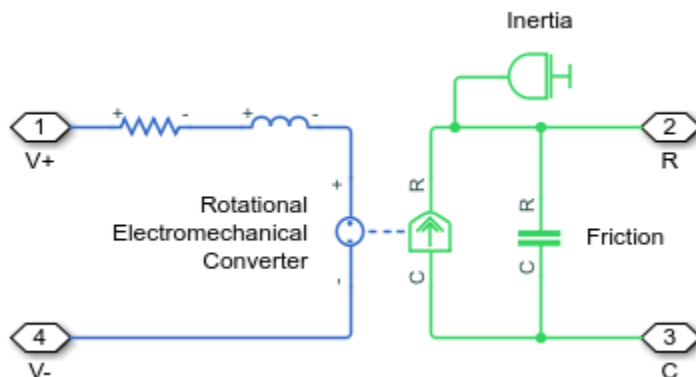 Inertia
+ - + -
1
V+
2
R
+
R
R
Rotational
Electromechanical
Converter
Friction
-
C
C
4
V-
3
C